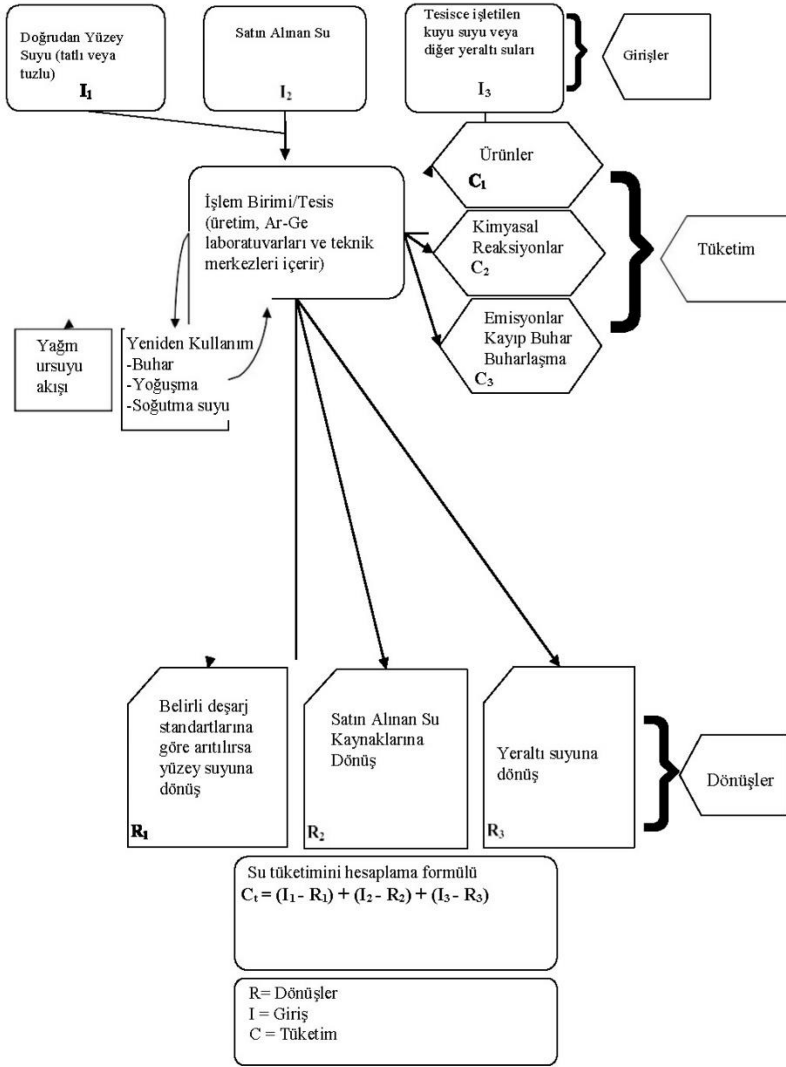 Doğrudan Yüzey
Suyu (tatlı veya
tuzlu)
I₁
Satın Alınan Su
I₂
Tesisce işletilen
kuyu suyu veya
diğer yeraltı suları
I₃
Girişler
Ürünler
C₁
İşlem Birimi/Tesis
(üretim, Ar-Ge
laboratuvarları ve teknik
merkezleri içerir)
Kimyasal
Reaksiyonlar
C₂
Tüketim
Emisyonlar
Kayıp Buhar
Buharlaşma
C₃
Yağm
ursuyu
akışı
Yeniden Kullanım
-Buhar
-Yoğuşma
-Soğutma suyu
Belirli deşarj
standartlarına
göre arıtılırsa
yüzey suyuna
dönüş
R₁
Satın Alınan Su
Kaynaklarına
Dönüş
R₂
Yeraltı suyuna
dönüş
R₃
Dönüşler
Su tüketimini hesaplama formülü
Cₜ = (I₁ - R₁) + (I₂ - R₂) + (I₃ - R₃)
R= Dönüşler
I = Giriş
C = Tüketim